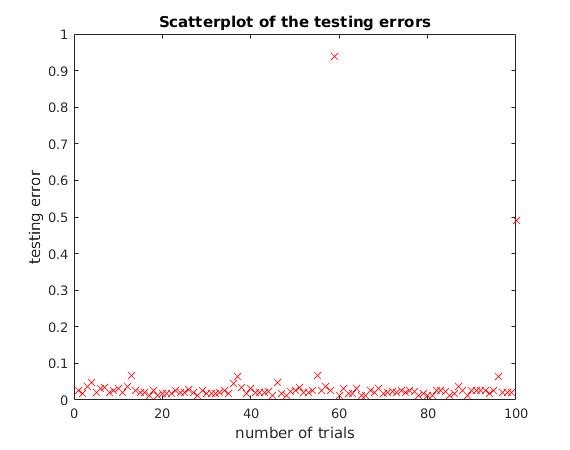 Scatterplot of the testing errors
1
0.9
0.8
0.7
0.6
0.5
0.4
0.3
0.2
0.1
0
testing error
0 20 40 60 80 100
number of trials